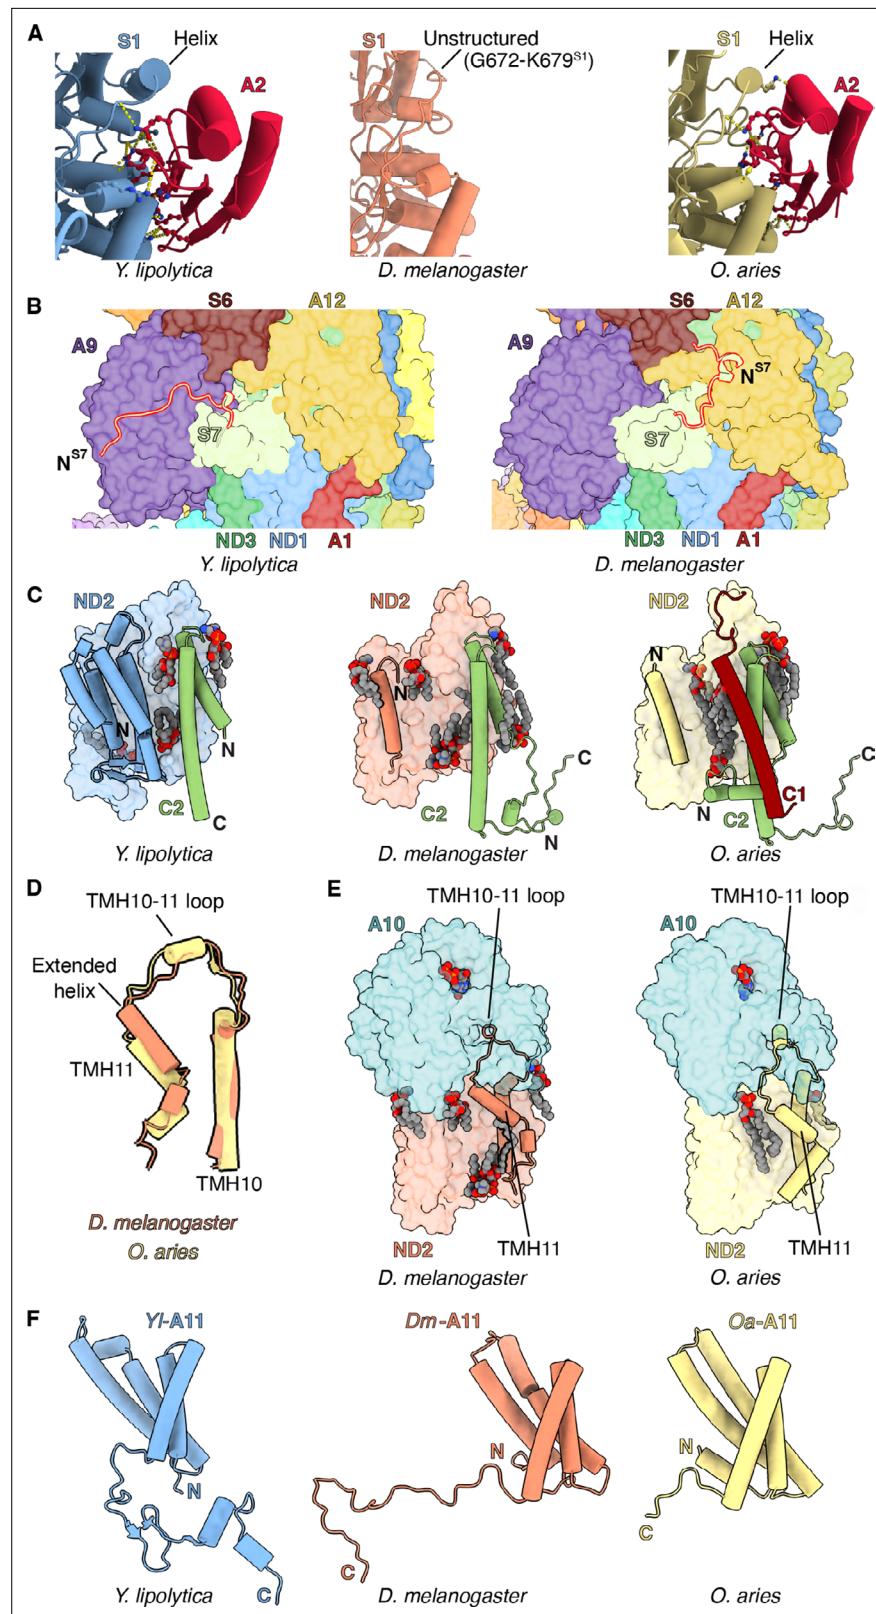 A
S1
Helix
A2
Y. lipolytica
S1
Unstructured
(G672-K679S1)
D. melanogaster
S1
Helix
A2
O. aries
B
S6
A12
A9
S7
NS7
ND3
ND1
A1
Y. lipolytica
S6
A12
A9
NS7
S7
ND3
ND1
A1
D. melanogaster
C
ND2
N
N
C2
C
Y. lipolytica
ND2
N
C
C2
N
D. melanogaster
ND2
N
C
C1
N
C2
O. aries
D
TMH10-11 loop
Extended
helix
TMH11
TMH10
D. melanogaster
O. aries
E
TMH10-11 loop
A10
ND2
TMH11
D. melanogaster
TMH10-11 loop
A10
ND2
TMH11
O. aries
F
Yl-A11
N
C
Y. lipolytica
Dm-A11
N
C
D. melanogaster
Oa-A11
N
C
O. aries